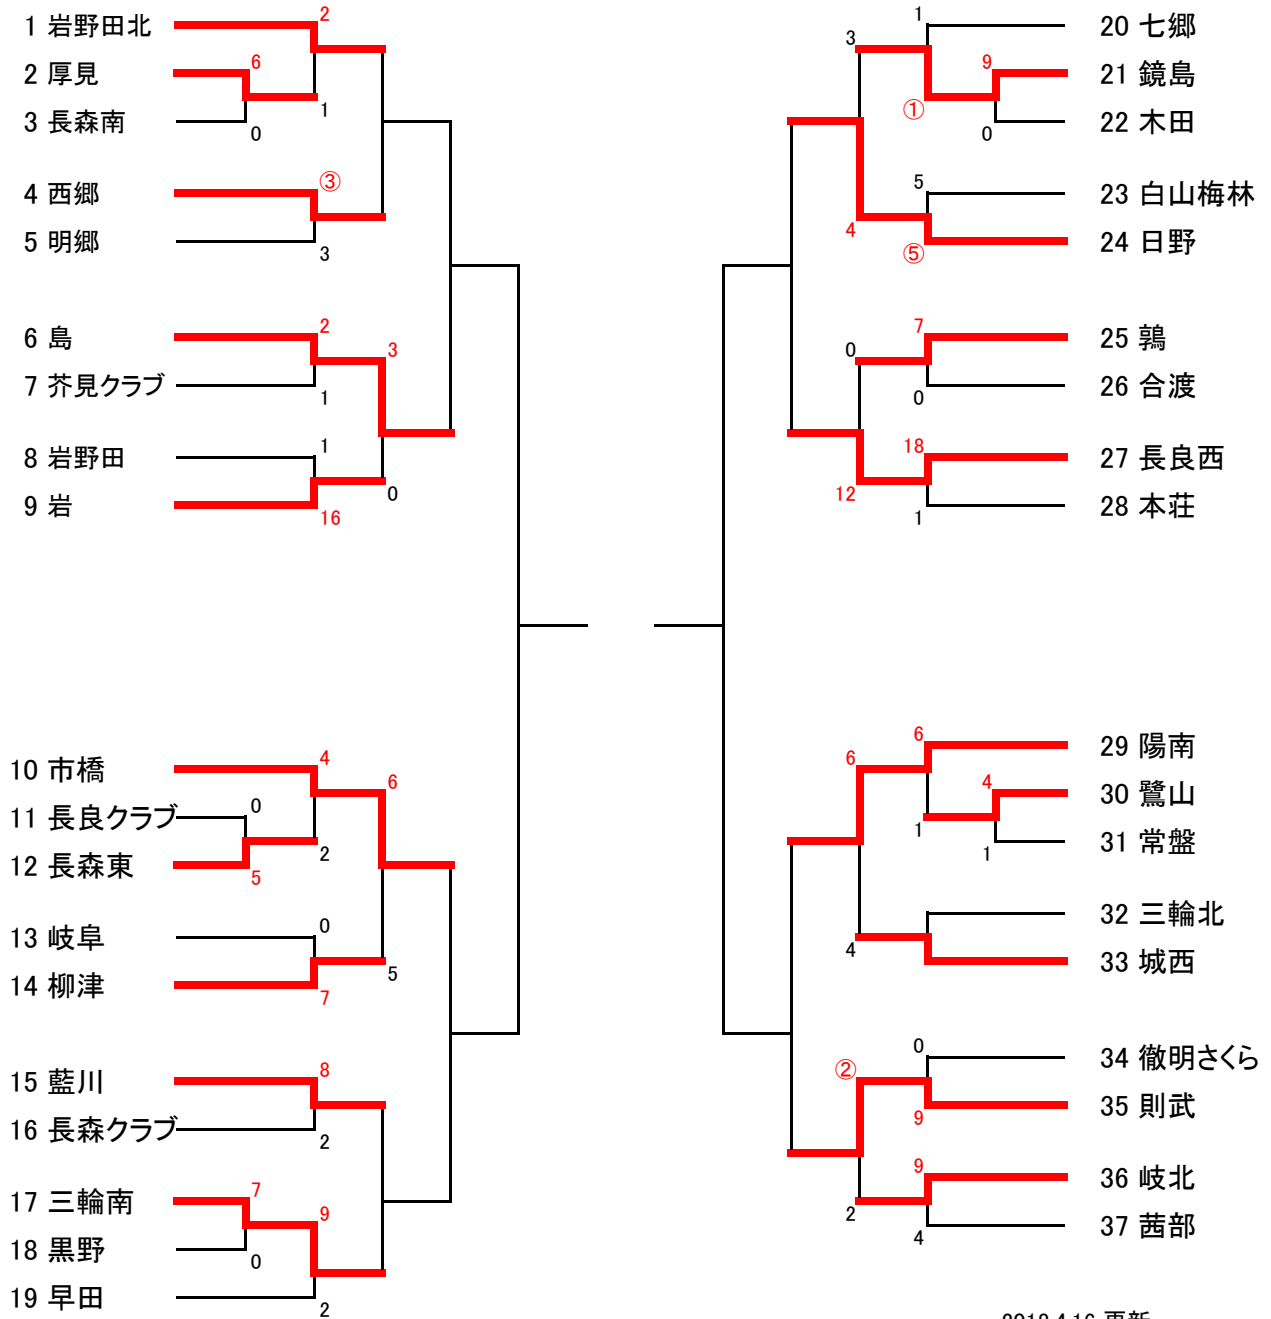 1 岩野田北
2
2 厚見
6
3 長森南
0
1
4 西郷
③
5 明郷
3
6 島
2
3
7 芥見クラブ
1
8 岩野田
1
9 岩
16
0
10 市橋
4
6
11 長良クラブ
0
12 長森東
5
2
13 岐阜
0
14 柳津
7
5
15 藍川
8
16 長森クラブ
2
17 三輪南
7
9
18 黒野
0
19 早田
2
1
20 七郷
3
9
21 鏡島
①
0
22 木田
5
23 白山梅林
4
⑤
24 日野
7
25 鶉
0
0
26 合渡
18
27 長良西
12
1
28 本荘
6
29 陽南
6
4
30 鷺山
1
1
31 常盤
32 三輪北
4
33 城西
0
34 徹明さくら
②
9
35 則武
9
36 岐北
2
4
37 茜部